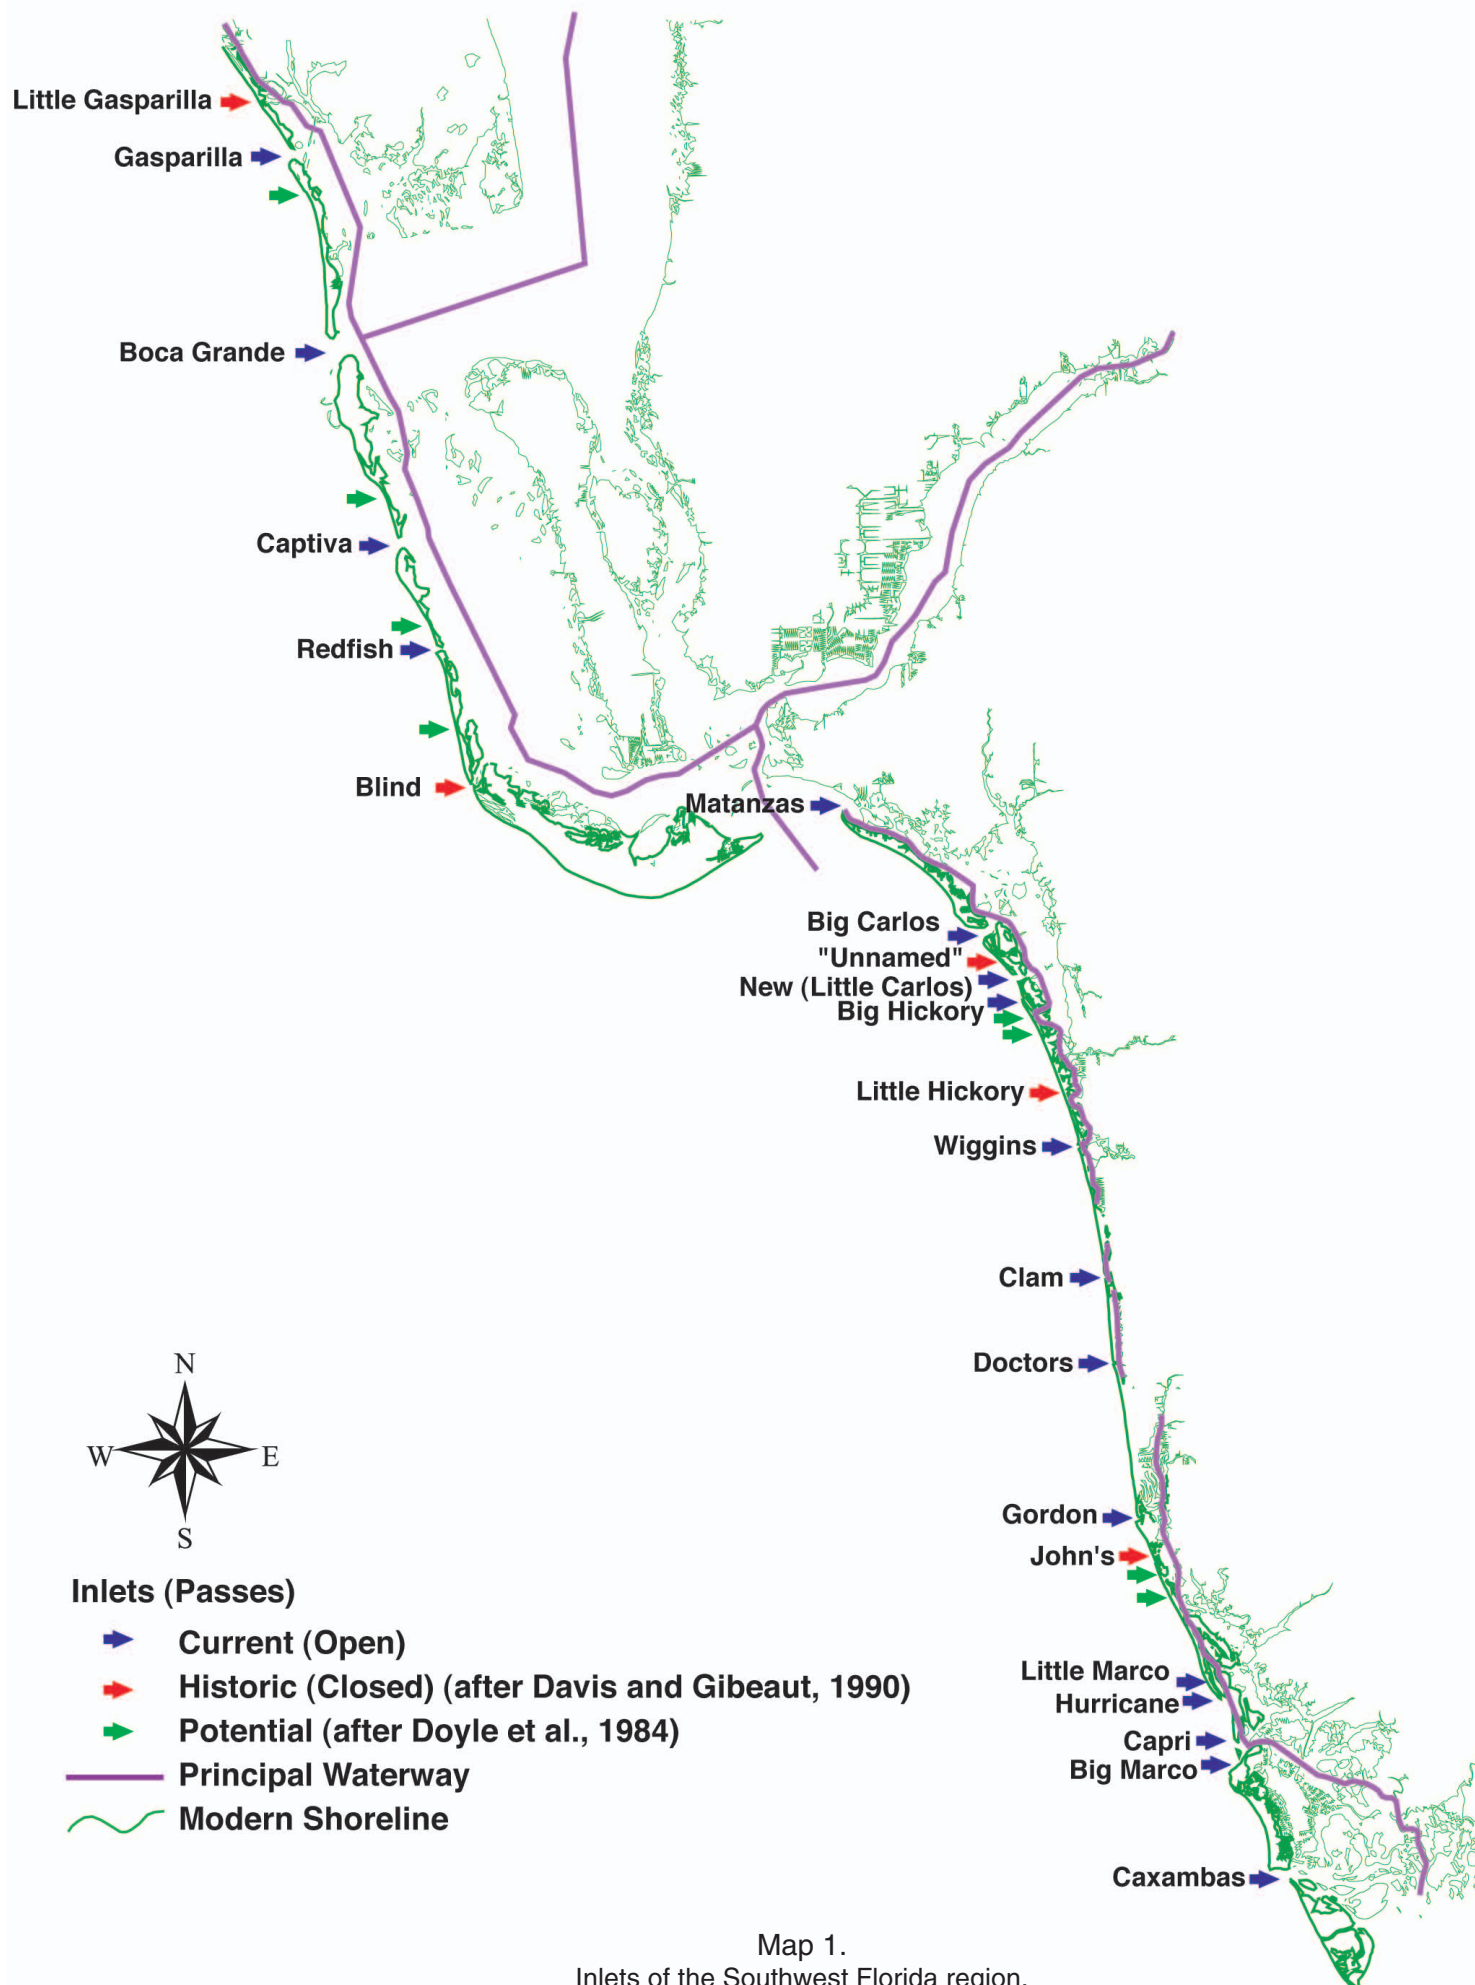 Little Gasparilla
Gasparilla
Boca Grande
Captiva
Redfish
Blind
Matanzas
Big Carlos
"Unnamed"
New (Little Carlos)
Big Hickory
Little Hickory
Wiggins
Clam
Doctors
N
W E
S
Gordon
John's
Inlets (Passes)
Current (Open)
Historic (Closed) (after Davis and Gibeaut, 1990)
Potential (after Doyle et al., 1984)
Principal Waterway
Modern Shoreline
Little Marco
Hurricane
Capri
Big Marco
Caxambas
Map 1.
Inlets of the Southwest Florida region.